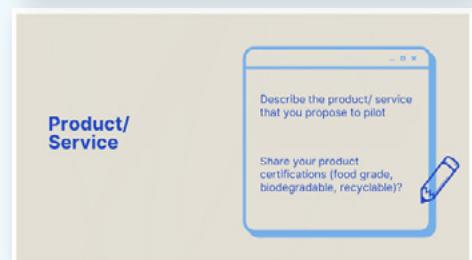 Product/
Service
Describe the product/ service
that you propose to pilot
Share your product
certifications (food grade,
biodegradable, recyclable)?